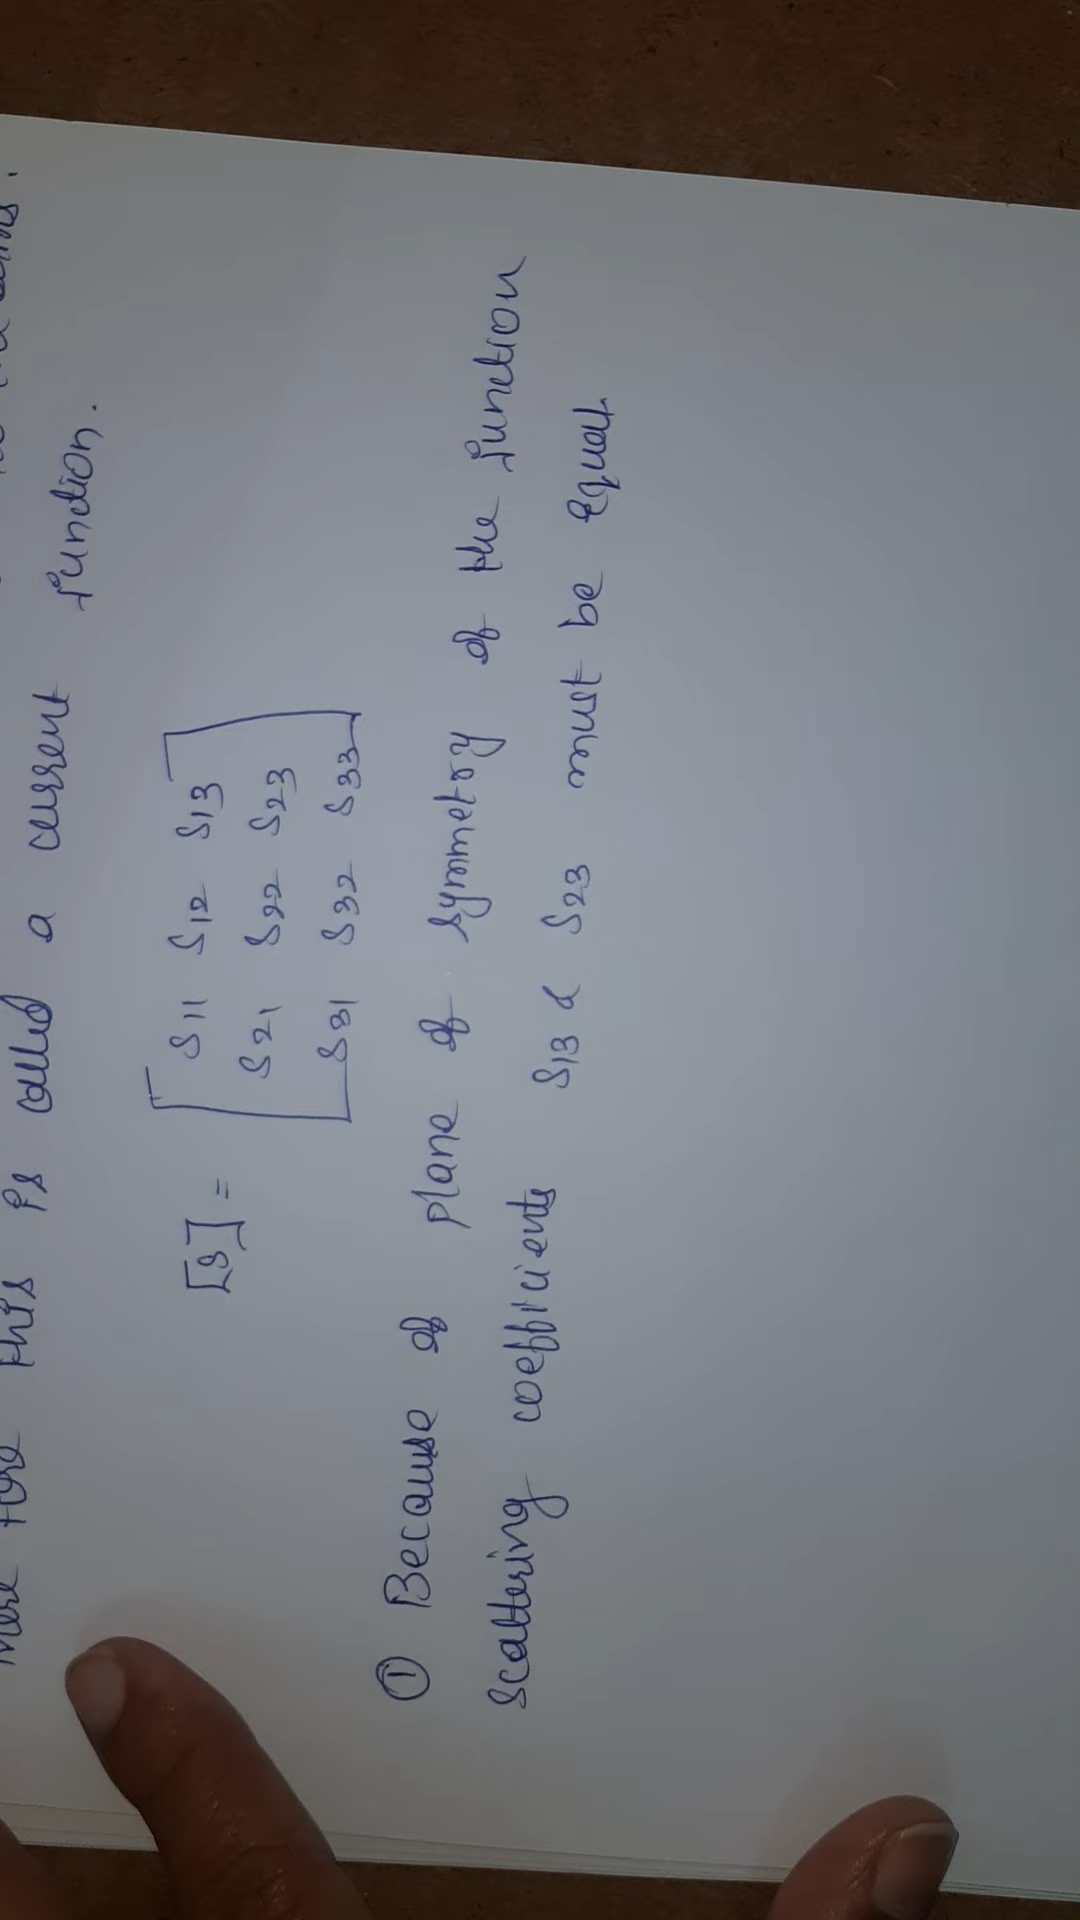 this is called a current
junction.
[S] =
S11 S12 S13
S21 S22 S23
S31 S32 S33
① Because of plane of symmetory of the junction
scattering coefficients S13 & S23 must be equal